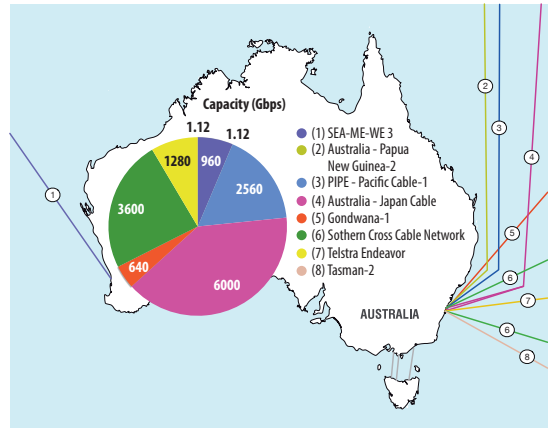 Capacity (Gbps)
1.12
1.12
1280
960
2560
3600
640
6000
(1) SEA-ME-WE 3
(2) Australia - Papua
New Guinea-2
(3) PIPE - Pacific Cable-1
(4) Australia - Japan Cable
(5) Gondwana-1
(6) Sothern Cross Cable Network
(7) Telstra Endeavor
(8) Tasman-2
AUSTRALIA
1
2
3
4
5
6
7
6
8